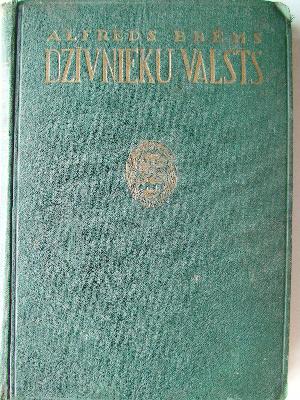 ALFREDS BRĒMS
DZĪVNIEKU VALSTS